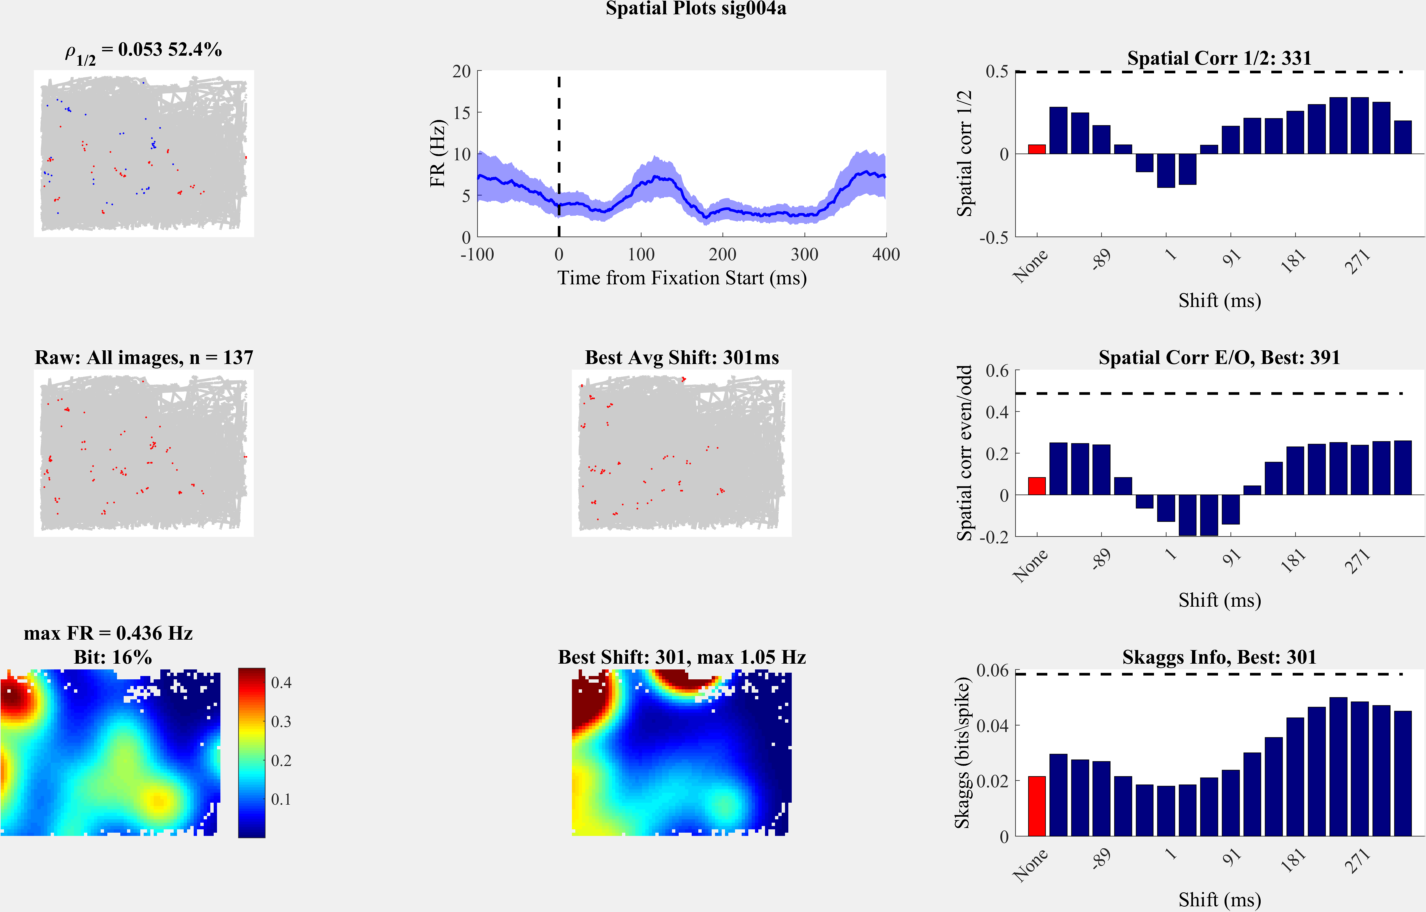 Spatial Plots sig004a
ρ1/2 = 0.053 52.4%
20
15
10
5
0
FR (Hz)
-100
0
100
200
300
400
Time from Fixation Start (ms)
Spatial Corr 1/2: 331
0.5
0
-0.5
Spatial corr 1/2
None
-89
1
91
181
271
Shift (ms)
Raw: All images, n = 137
Best Avg Shift: 301ms
Spatial Corr E/O, Best: 391
0.6
0.4
0.2
0
-0.2
Spatial corr even/odd
None
-89
1
91
181
271
Shift (ms)
max FR = 0.436 Hz
Bit: 16%
0.4
0.3
0.2
0.1
Best Shift: 301, max 1.05 Hz
Skaggs Info, Best: 301
0.06
0.04
0.02
0
Skaggs (bits\spike)
None
-89
1
91
181
271
Shift (ms)